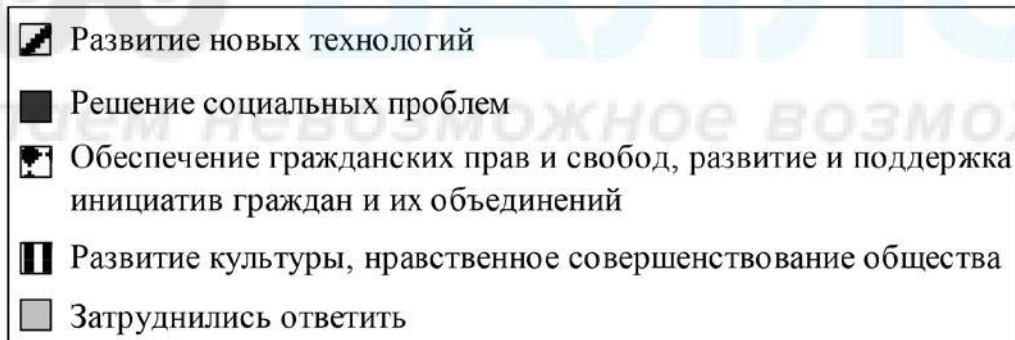 Развитие новых технологий
Решение социальных проблем
Обеспечение гражданских прав и свобод, развитие и поддержка
инициатив граждан и их объединений
Развитие культуры, нравственное совершенствование общества
Затруднились ответить